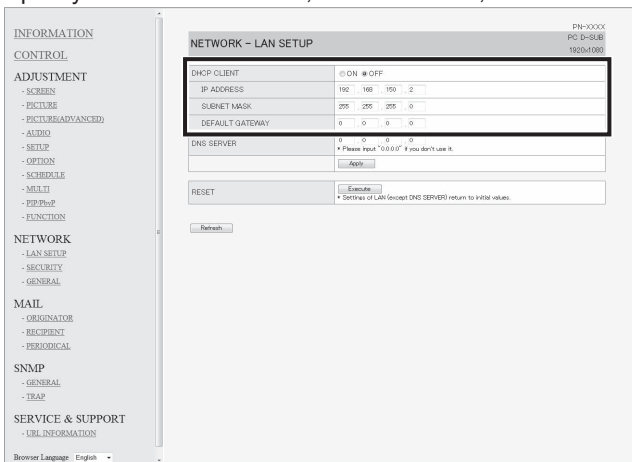 INFORMATION
CONTROL
ADJUSTMENT
- SCREEN
- PICTURE
- PICTURE(ADVANCED)
- AUDIO
- SETUP
- OPTION
- SCHEDULE
- MULTI
- PIP/PbyP
- FUNCTION
NETWORK
- LAN SETUP
- SECURITY
- GENERAL
MAIL
- ORIGINATOR
- RECIPIENT
- PERIODICAL
SNMP
- GENERAL
- TRAP
SERVICE & SUPPORT
- URL INFORMATION
Browser Language English
PN-XXXX
NETWORK - LAN SETUP
PC D-SUB
1920x1080
DHCP CLIENT ON OFF
IP ADDRESS 192 . 168 . 150 . 2
SUBNET MASK 255 . 255 . 255 . 0
DEFAULT GATEWAY 0 . 0 . 0 . 0
DNS SERVER 0 . 0 . 0 . 0
* Please input "0.0.0.0" if you don't use it.
Apply
RESET Execute
* Settings of LAN (except DNS SERVER) return to initial values.
Refresh